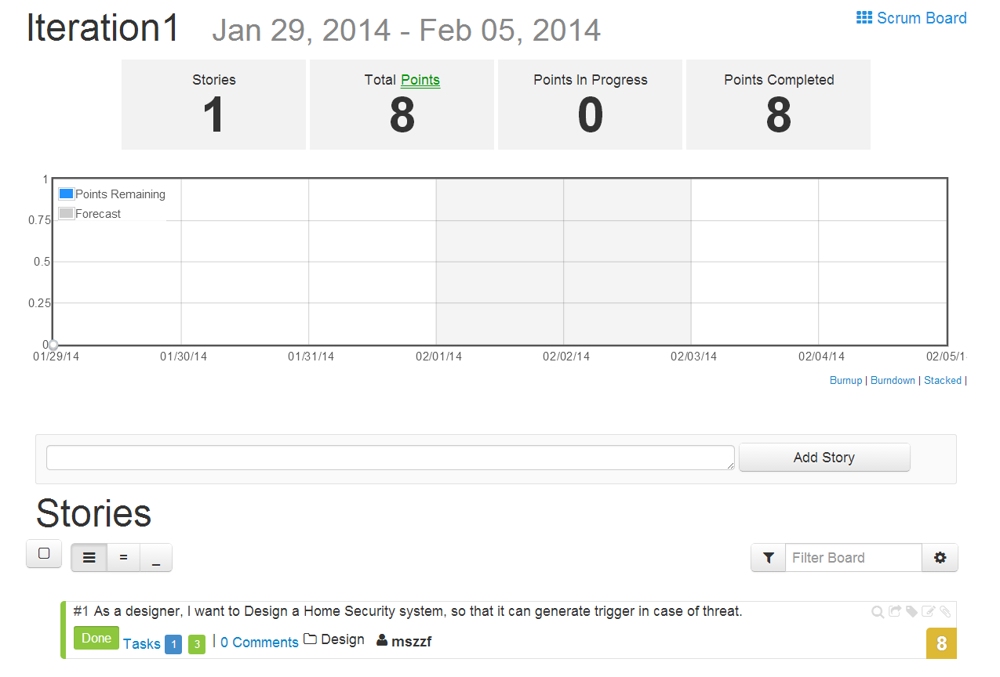 Iteration1 Jan 29, 2014 - Feb 05, 2014
Scrum Board
Stories
1
Total Points
8
Points In Progress
0
Points Completed
8
Points Remaining
Forecast
1
0.75
0.5
0.25
0
01/29/14 01/30/14 01/31/14 02/01/14 02/02/14 02/03/14 02/04/14 02/05/1
Burnup | Burndown | Stacked |
Add Story
Stories
Filter Board
#1 As a designer, I want to Design a Home Security system, so that it can generate trigger in case of threat.
Done Tasks 1 3 | 0 Comments Design mszzf
8